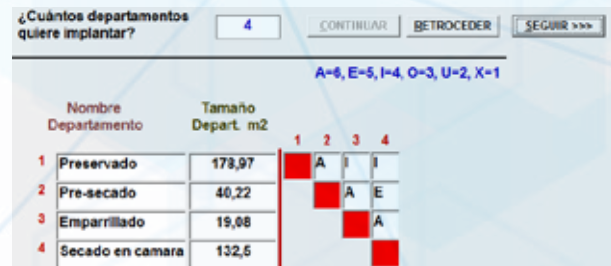 ¿Cuántos departamentos
quiere implantar?
4
CONTINUAR
RETROCEDER
SEGUIR >>>
A=6, E=5, I=4, O=3, U=2, X=1
Nombre
Departamento
Tamaño
Depart. m2
1 2 3 4
1 Preservado 178,97 A I I
2 Pre-secado 40,22 A E
3 Emparrillado 19,08 A
4 Secado en camara 132,5